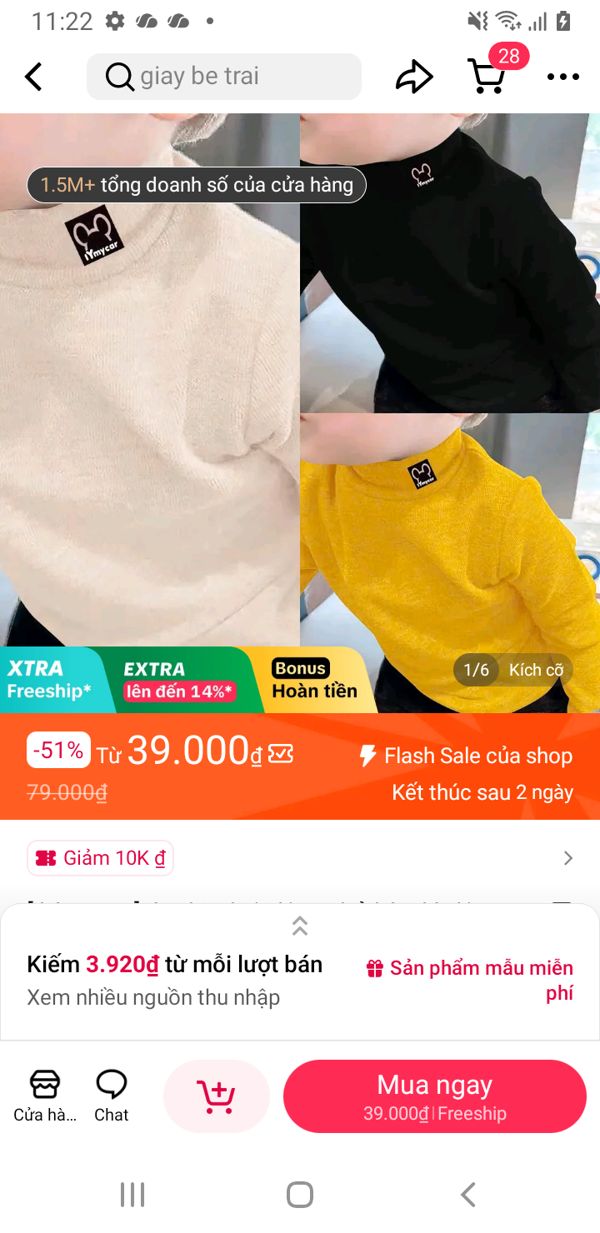 11:22
28
giay be trai
1.5M+ tổng doanh số của cửa hàng
iYmycar
iYmycar
iYmycar
XTRA
Freeship*
EXTRA
lên đến 14%*
Bonus
Hoàn tiền
1/6 Kích cỡ
-51% Từ 39.000₫
Flash Sale của shop
79.000₫
Kết thúc sau 2 ngày
Giảm 10K ₫
Kiếm 3.920₫ từ mỗi lượt bán
Sản phẩm mẫu miễn
phí
Xem nhiều nguồn thu nhập
Cửa hà...
Chat
Mua ngay
39.000₫ | Freeship